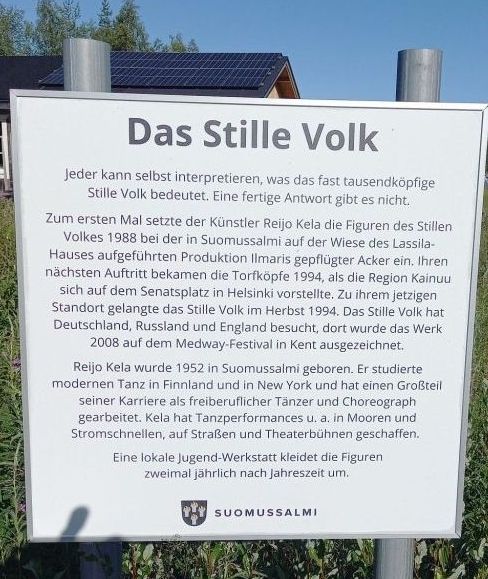 Das Stille Volk
Jeder kann selbst interpretieren, was das fast tausendköpfige
Stille Volk bedeutet. Eine fertige Antwort gibt es nicht.
Zum ersten Mal setzte der Künstler Reijo Kela die Figuren des Stillen
Volkes 1988 bei der in Suomussalmi auf der Wiese des Lassila-
Hauses aufgeführten Produktion Ilmaris gepflügter Acker ein. Ihren
nächsten Auftritt bekamen die Torfköpfe 1994, als die Region Kainuu
sich auf dem Senatsplatz in Helsinki vorstellte. Zu ihrem jetzigen
Standort gelangte das Stille Volk im Herbst 1994. Das Stille Volk hat
Deutschland, Russland und England besucht, dort wurde das Werk
2008 auf dem Medway-Festival in Kent ausgezeichnet.
Reijo Kela wurde 1952 in Suomussalmi geboren. Er studierte
modernen Tanz in Finnland und in New York und hat einen Großteil
seiner Karriere als freiberuflicher Tänzer und Choreograph
gearbeitet. Kela hat Tanzperformances u. a. in Mooren und
Stromschnellen, auf Straßen und Theaterbühnen geschaffen.
Eine lokale Jugend-Werkstatt kleidet die Figuren
zweimal jährlich nach Jahreszeit um.
SUOMUSSALMI